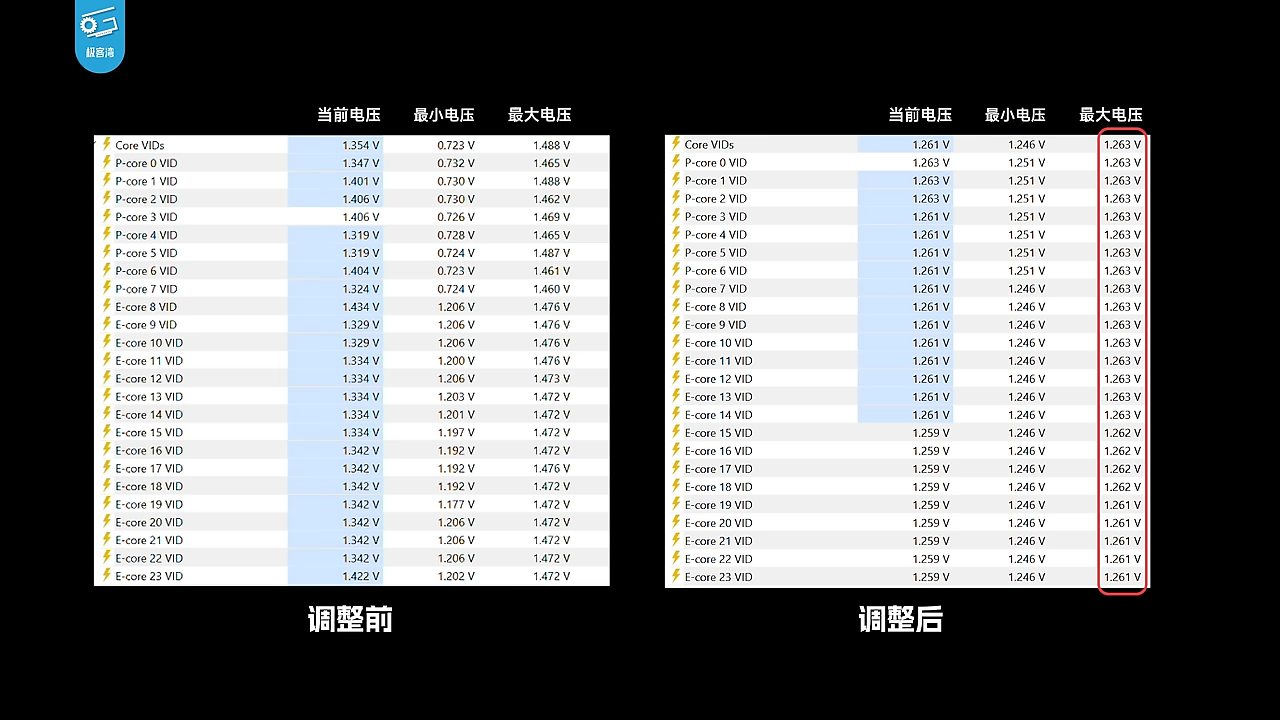 极客湾
当前电压 最小电压 最大电压
Core VIDs 1.354 V 0.723 V 1.488 V
P-core 0 VID 1.347 V 0.732 V 1.465 V
P-core 1 VID 1.401 V 0.730 V 1.488 V
P-core 2 VID 1.406 V 0.730 V 1.462 V
P-core 3 VID 1.406 V 0.726 V 1.469 V
P-core 4 VID 1.319 V 0.728 V 1.465 V
P-core 5 VID 1.319 V 0.724 V 1.487 V
P-core 6 VID 1.404 V 0.723 V 1.461 V
P-core 7 VID 1.324 V 0.724 V 1.460 V
E-core 8 VID 1.434 V 1.206 V 1.476 V
E-core 9 VID 1.329 V 1.206 V 1.476 V
E-core 10 VID 1.329 V 1.206 V 1.476 V
E-core 11 VID 1.334 V 1.200 V 1.476 V
E-core 12 VID 1.334 V 1.206 V 1.473 V
E-core 13 VID 1.334 V 1.203 V 1.472 V
E-core 14 VID 1.334 V 1.201 V 1.472 V
E-core 15 VID 1.334 V 1.197 V 1.472 V
E-core 16 VID 1.342 V 1.192 V 1.472 V
E-core 17 VID 1.342 V 1.192 V 1.476 V
E-core 18 VID 1.342 V 1.192 V 1.472 V
E-core 19 VID 1.342 V 1.177 V 1.472 V
E-core 20 VID 1.342 V 1.206 V 1.472 V
E-core 21 VID 1.342 V 1.206 V 1.472 V
E-core 22 VID 1.342 V 1.206 V 1.472 V
E-core 23 VID 1.422 V 1.202 V 1.472 V
调整前
当前电压 最小电压 最大电压
Core VIDs 1.261 V 1.246 V 1.263 V
P-core 0 VID 1.263 V 1.251 V 1.263 V
P-core 1 VID 1.263 V 1.251 V 1.263 V
P-core 2 VID 1.263 V 1.251 V 1.263 V
P-core 3 VID 1.261 V 1.251 V 1.263 V
P-core 4 VID 1.261 V 1.251 V 1.263 V
P-core 5 VID 1.261 V 1.251 V 1.263 V
P-core 6 VID 1.261 V 1.251 V 1.263 V
P-core 7 VID 1.261 V 1.246 V 1.263 V
E-core 8 VID 1.261 V 1.246 V 1.263 V
E-core 9 VID 1.261 V 1.246 V 1.263 V
E-core 10 VID 1.261 V 1.246 V 1.263 V
E-core 11 VID 1.261 V 1.246 V 1.263 V
E-core 12 VID 1.261 V 1.246 V 1.263 V
E-core 13 VID 1.261 V 1.246 V 1.263 V
E-core 14 VID 1.261 V 1.246 V 1.263 V
E-core 15 VID 1.259 V 1.246 V 1.262 V
E-core 16 VID 1.259 V 1.246 V 1.262 V
E-core 17 VID 1.259 V 1.246 V 1.262 V
E-core 18 VID 1.259 V 1.246 V 1.262 V
E-core 19 VID 1.259 V 1.246 V 1.261 V
E-core 20 VID 1.259 V 1.246 V 1.261 V
E-core 21 VID 1.259 V 1.246 V 1.261 V
E-core 22 VID 1.259 V 1.246 V 1.261 V
E-core 23 VID 1.259 V 1.246 V 1.261 V
调整后